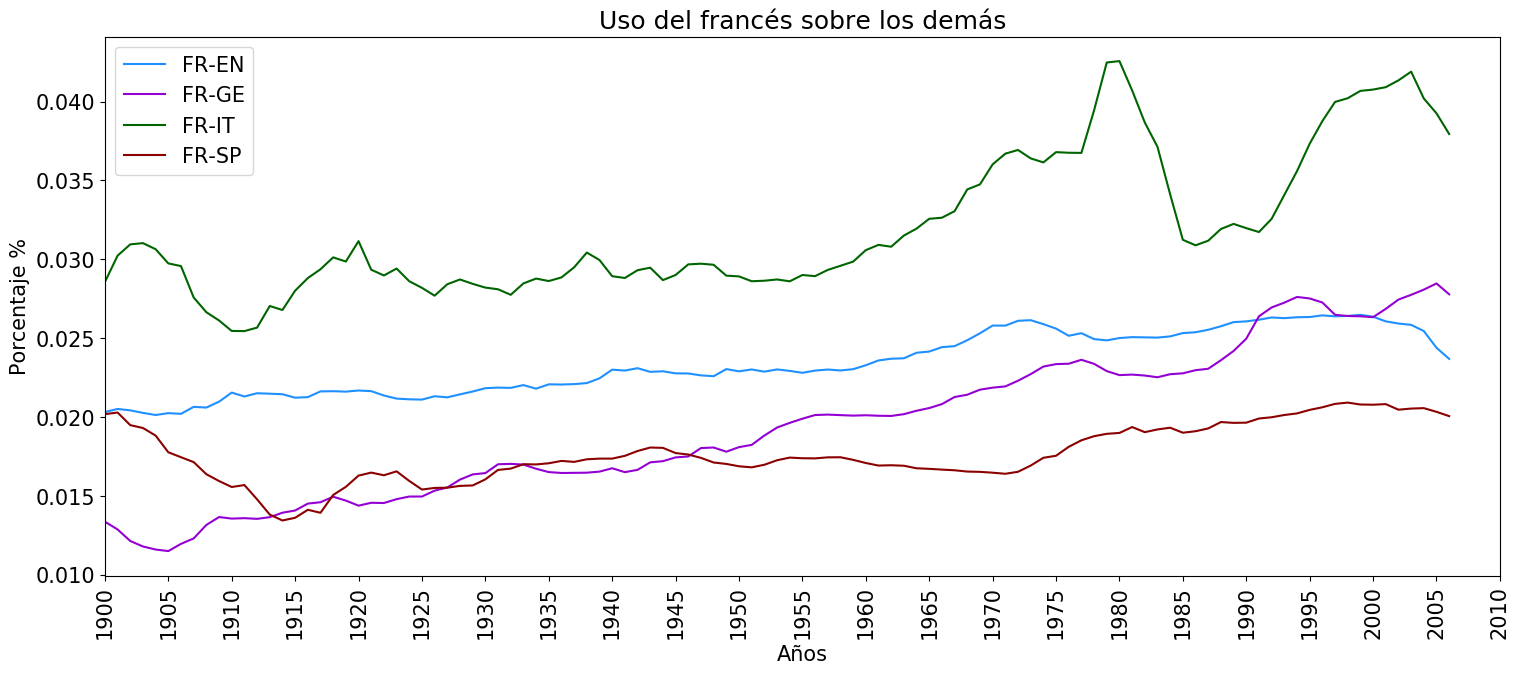 Uso del francés sobre los demás
FR-EN
FR-GE
FR-IT
FR-SP
Porcentaje %
0.040
0.035
0.030
0.025
0.020
0.015
0.010
1900 1905 1910 1915 1920 1925 1930 1935 1940 1945 1950 1955 1960 1965 1970 1975 1980 1985 1990 1995 2000 2005 2010
Años